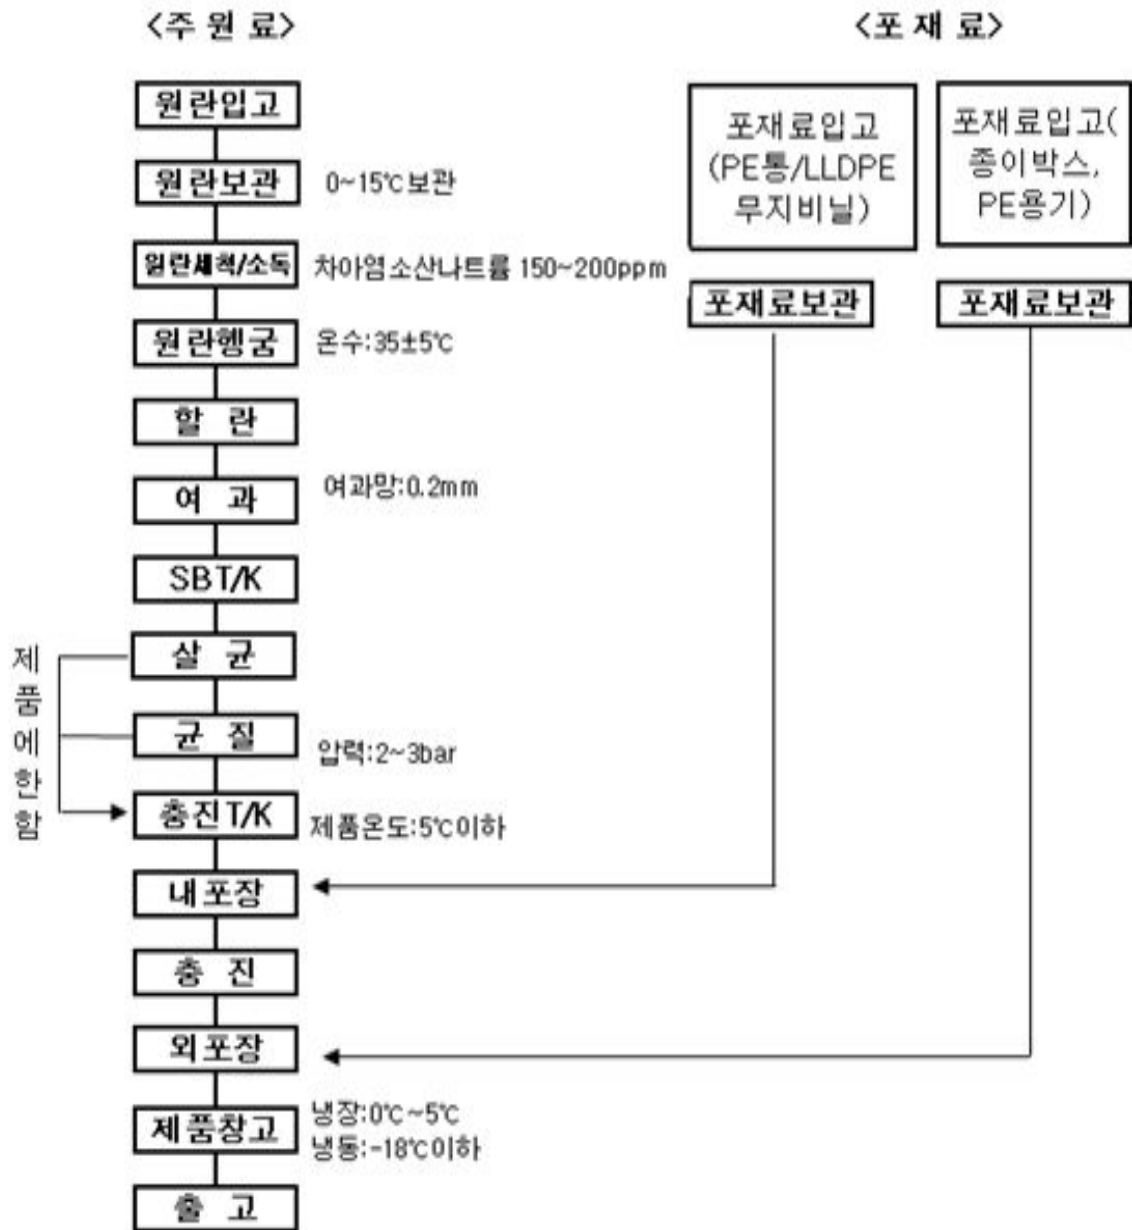 <주 원 료>
<포 재 료>
원란입고
원란보관
0~15℃ 보관
원란세척/소독
차아염소산나트륨 150~200ppm
원란헹굼
온수:35±5℃
할 란
여 과
여과망:0.2mm
SBT/K
살 균
균 질
압력:2~3bar
충진T/K
제품온도:5℃이하
내포장
충 진
외포장
제품창고
냉장:0℃~5℃
냉동:-18℃이하
출 고
제
품
에
한
함
포재료입고
(PE통/LLDPE
무지비닐)
포재료보관
포재료입고(
종이박스,
PE용기)
포재료보관